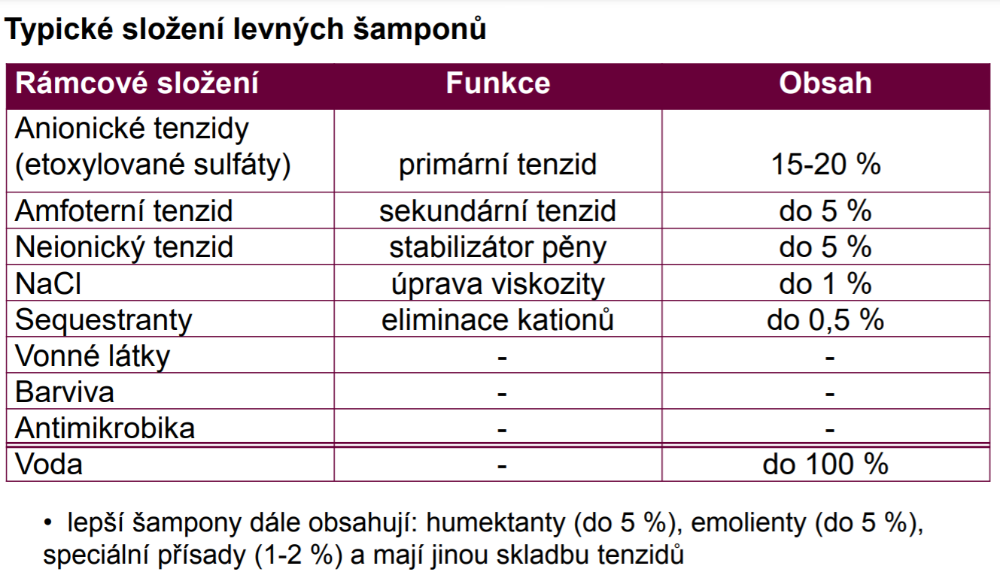 Typické složení levných šamponů
Rámcové složení Funkce Obsah
Anionické tenzidy
(etoxylované sulfáty) primární tenzid 15-20 %
Amfoterní tenzid sekundární tenzid do 5 %
Neionický tenzid stabilizátor pěny do 5 %
NaCl úprava viskozity do 1 %
Sequestranty eliminace kationů do 0,5 %
Vonné látky - -
Barviva - -
Antimikrobika - -
Voda - do 100 %
• lepší šampony dále obsahují: humektanty (do 5 %), emolienty (do 5 %),
speciální přísady (1-2 %) a mají jinou skladbu tenzidů